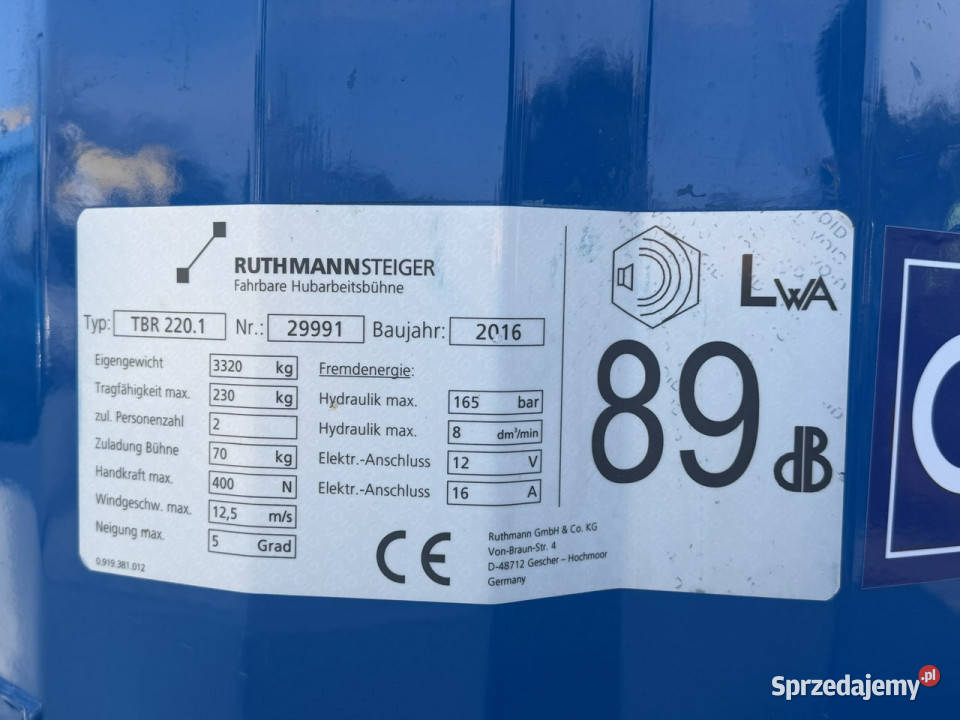 RUTHMANNSTEIGER
Fahrbare Hubarbeitsbühne
Typ: TBR 220.1 Nr.: 29991 Baujahr: 2016
Eigengewicht 3320 kg
Tragfähigkeit max. 230 kg
zul. Personenzahl 2
Zuladung Bühne 70 kg
Handkraft max. 400 N
Windgeschw. max. 12,5 m/s
Neigung max. 5 Grad
0.919.381.012
Fremdenergie:
Hydraulik max. 165 bar
Hydraulik max. 8 dm³/min
Elektr.-Anschluss 12 V
Elektr.-Anschluss 16 A
CE
Ruthmann GmbH & Co. KG
Von-Braun-Str. 4
D-48712 Gescher – Hochmoor
Germany
LWA
89 dB
VOID
Sprzedajemy.pl